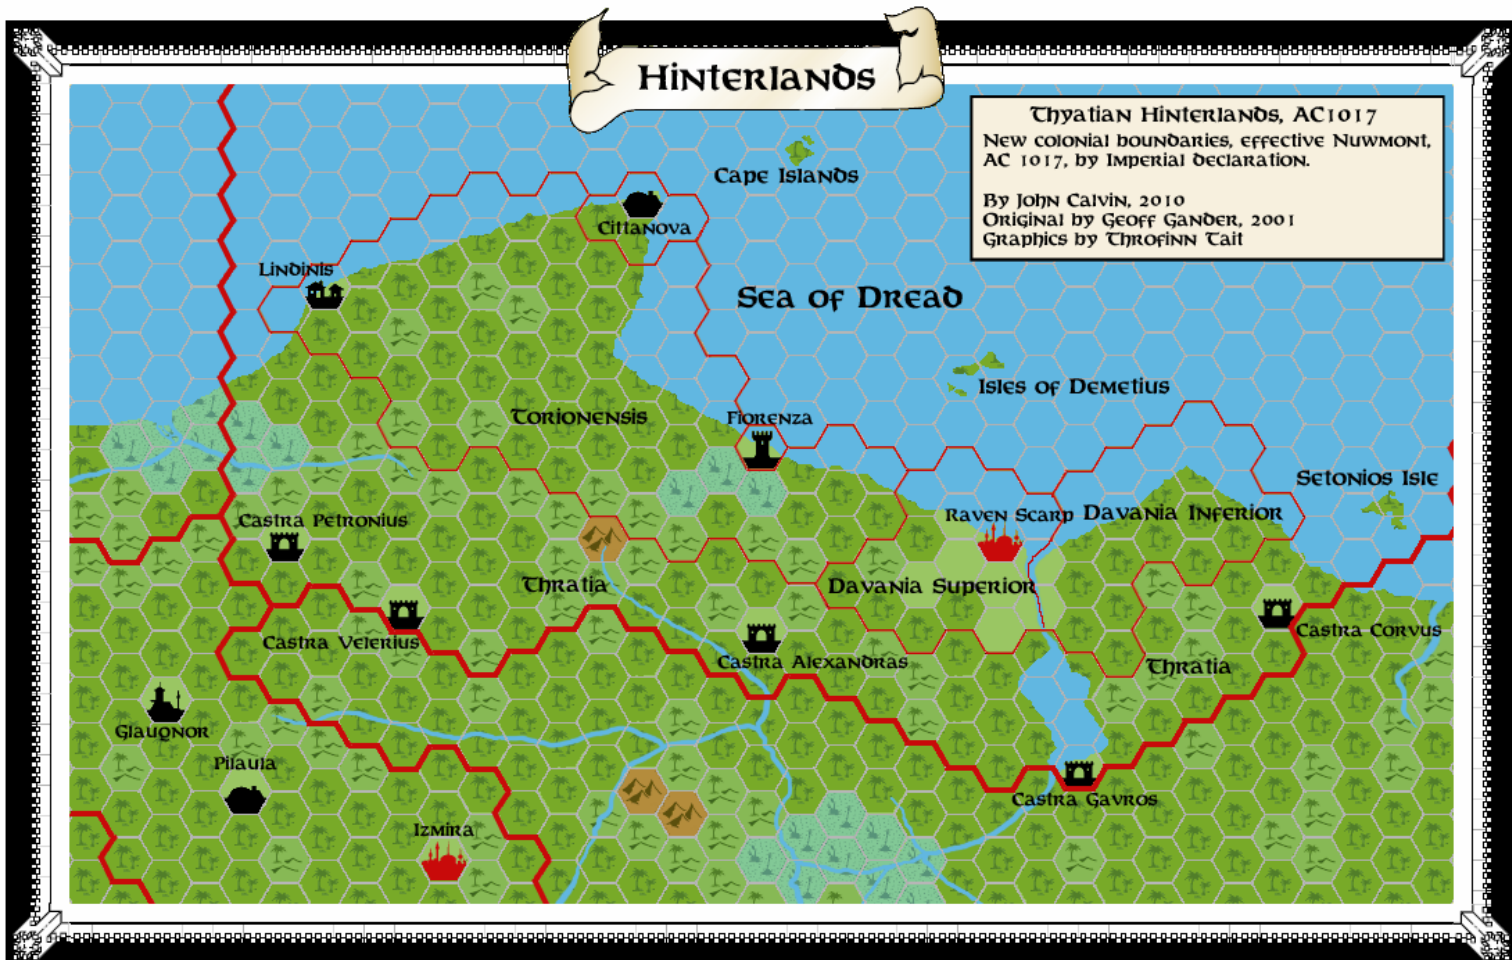 Hinterlands
Thyatian Hinterlands, AC1017
New colonial boundaries, effective Nuwmont,
AC 1017, by Imperial declaration.
By John Calvin, 2010
Original by Geoff Gander, 2001
Graphics by Throfinn Tait
Cape Islands
Cittanova
Lindinis
Sea of Dread
Isles of Demetius
Torionensis
Fiorenza
Setonios Isle
Castra Petronius
Raven Scarp
Davania Inferior
Thratia
Davania Superior
Castra Velerius
Castra Alexandras
Castra Corvus
Thratia
Glauqnor
Pilaula
Castra Gavros
Izmira